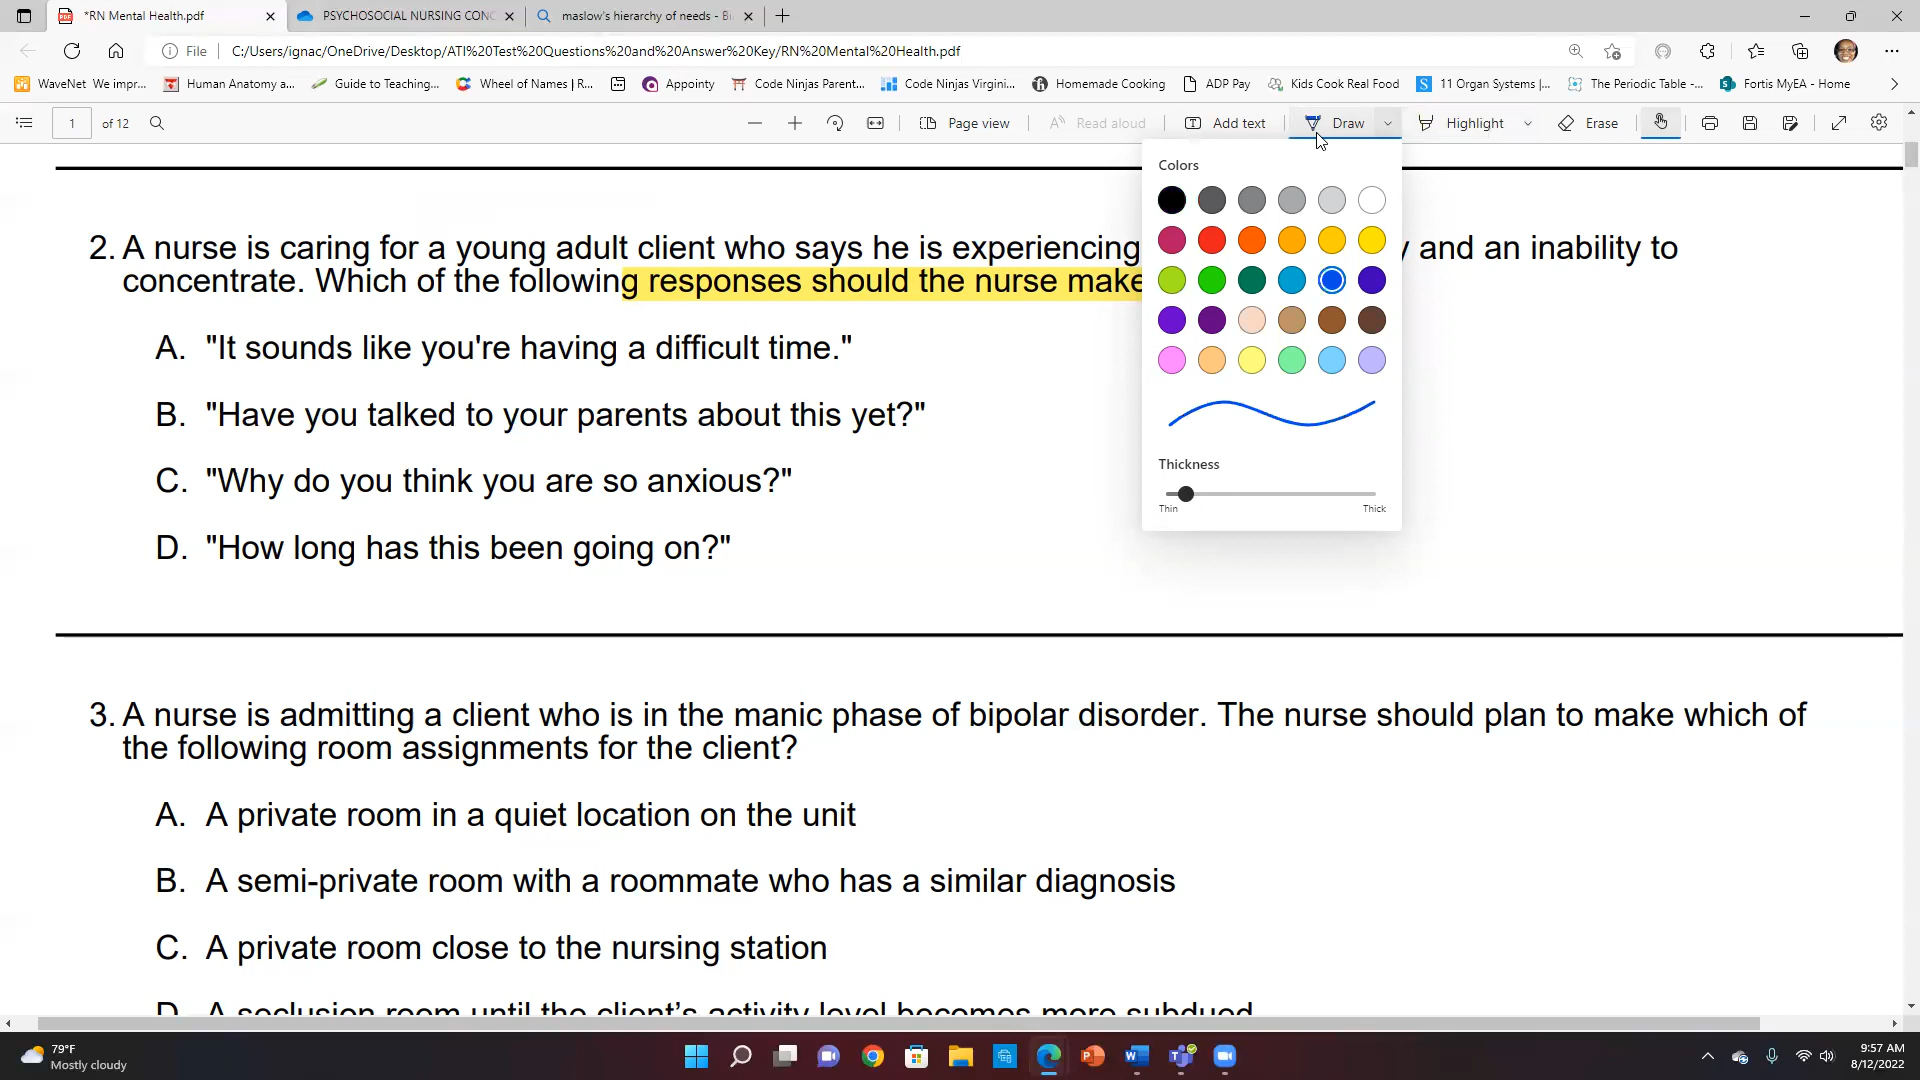 *RN Mental Health.pdf
PSYCHOSOCIAL NURSING CONC
maslow's hierarchy of needs - Bi
File
C:/Users/ignac/OneDrive/Desktop/ATI%20Test%20Questions%20and%20Answer%20Key/RN%20Mental%20Health.pdf
WaveNet We impr... Human Anatomy a... Guide to Teaching... Wheel of Names | R... Appointy Code Ninjas Parent... Code Ninjas Virgini... Homemade Cooking ADP Pay Kids Cook Real Food 11 Organ Systems |... The Periodic Table -... Fortis MyEA - Home
1 of 12 Page view Read aloud Add text Draw Highlight Erase
Colors
Thickness
Thin Thick
2. A nurse is caring for a young adult client who says he is experiencing and an inability to
concentrate. Which of the following responses should the nurse make
A. "It sounds like you're having a difficult time."
B. "Have you talked to your parents about this yet?"
C. "Why do you think you are so anxious?"
D. "How long has this been going on?"
3. A nurse is admitting a client who is in the manic phase of bipolar disorder. The nurse should plan to make which of
the following room assignments for the client?
A. A private room in a quiet location on the unit
B. A semi-private room with a roommate who has a similar diagnosis
C. A private room close to the nursing station
D. A seclusion room until the client's activity level becomes more subdued
79°F
Mostly cloudy
9:57 AM
8/12/2022